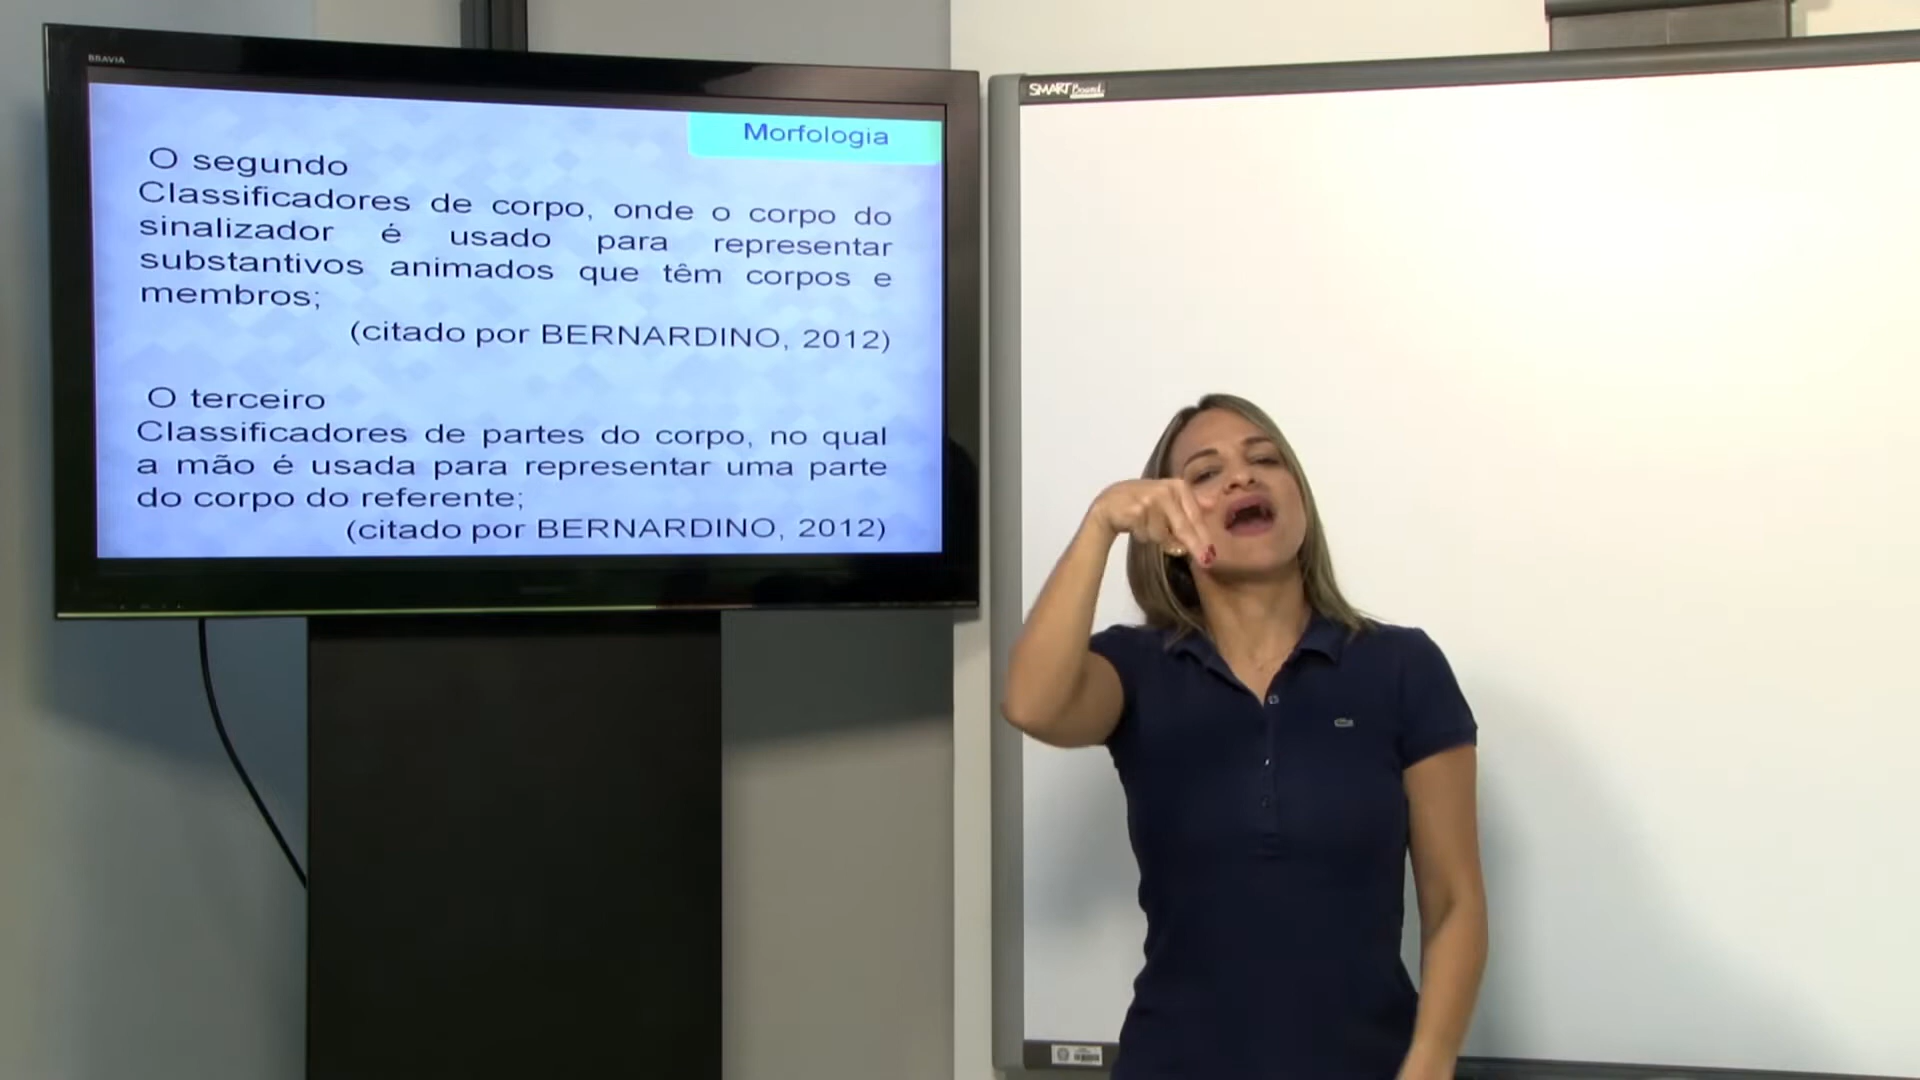 BRAVIA
Morfologia
O segundo
Classificadores de corpo, onde o corpo do
sinalizador é usado para representar
substantivos animados que têm corpos e
membros;
(citado por BERNARDINO, 2012)
O terceiro
Classificadores de partes do corpo, no qual
a mão é usada para representar uma parte
do corpo do referente;
(citado por BERNARDINO, 2012)
SMART Board